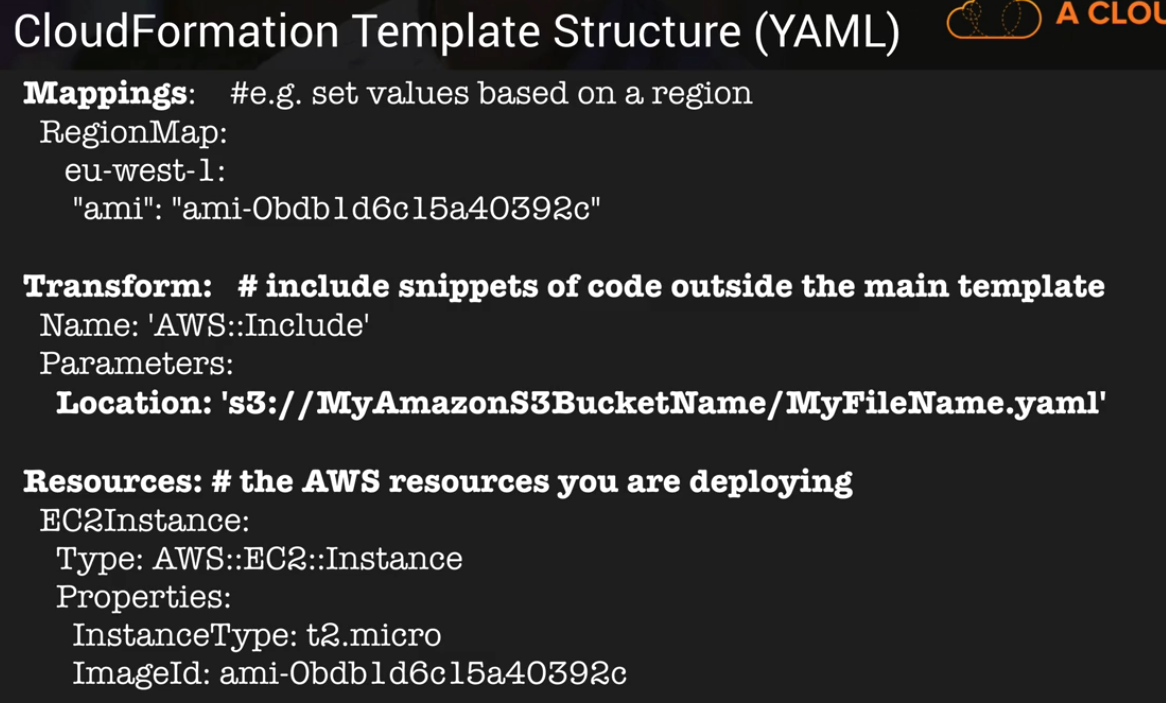 CloudFormation Template Structure (YAML)
A CLOU
Mappings: #e.g. set values based on a region
RegionMap:
eu-west-1:
"ami": "ami-0bdb1d6c15a40392c"
Transform: # include snippets of code outside the main template
Name: 'AWS::Include'
Parameters:
Location: 's3://MyAmazonS3BucketName/MyFileName.yaml'
Resources: # the AWS resources you are deploying
EC2Instance:
Type: AWS::EC2::Instance
Properties:
InstanceType: t2.micro
ImageId: ami-0bdb1d6c15a40392c